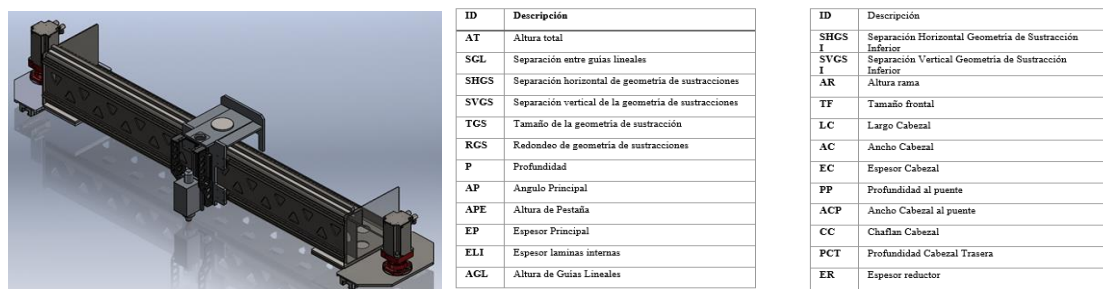 ID Descripción
AT Altura total
SGL Separación entre guías lineales
SHGS Separación horizontal de geometría de sustracciones
SVGS Separación vertical de la geometría de sustracciones
TGS Tamaño de la geometría de sustracción
RGS Redondeo de geometría de sustracciones
P Profundidad
AP Angulo Principal
APE Altura de Pestaña
EP Espesor Principal
ELI Espesor laminas internas
AGL Altura de Guías Lineales
ID Descripción
SHGS Separación Horizontal Geometría de Sustracción
I Inferior
SVGS Separación Vertical Geometría de Sustracción
I Inferior
AR Altura rama
TF Tamaño frontal
LC Largo Cabezal
AC Ancho Cabezal
EC Espesor Cabezal
PP Profundidad al puente
ACP Ancho Cabezal al puente
CC Chaflan Cabezal
PCT Profundidad Cabezal Trasera
ER Espesor reductor